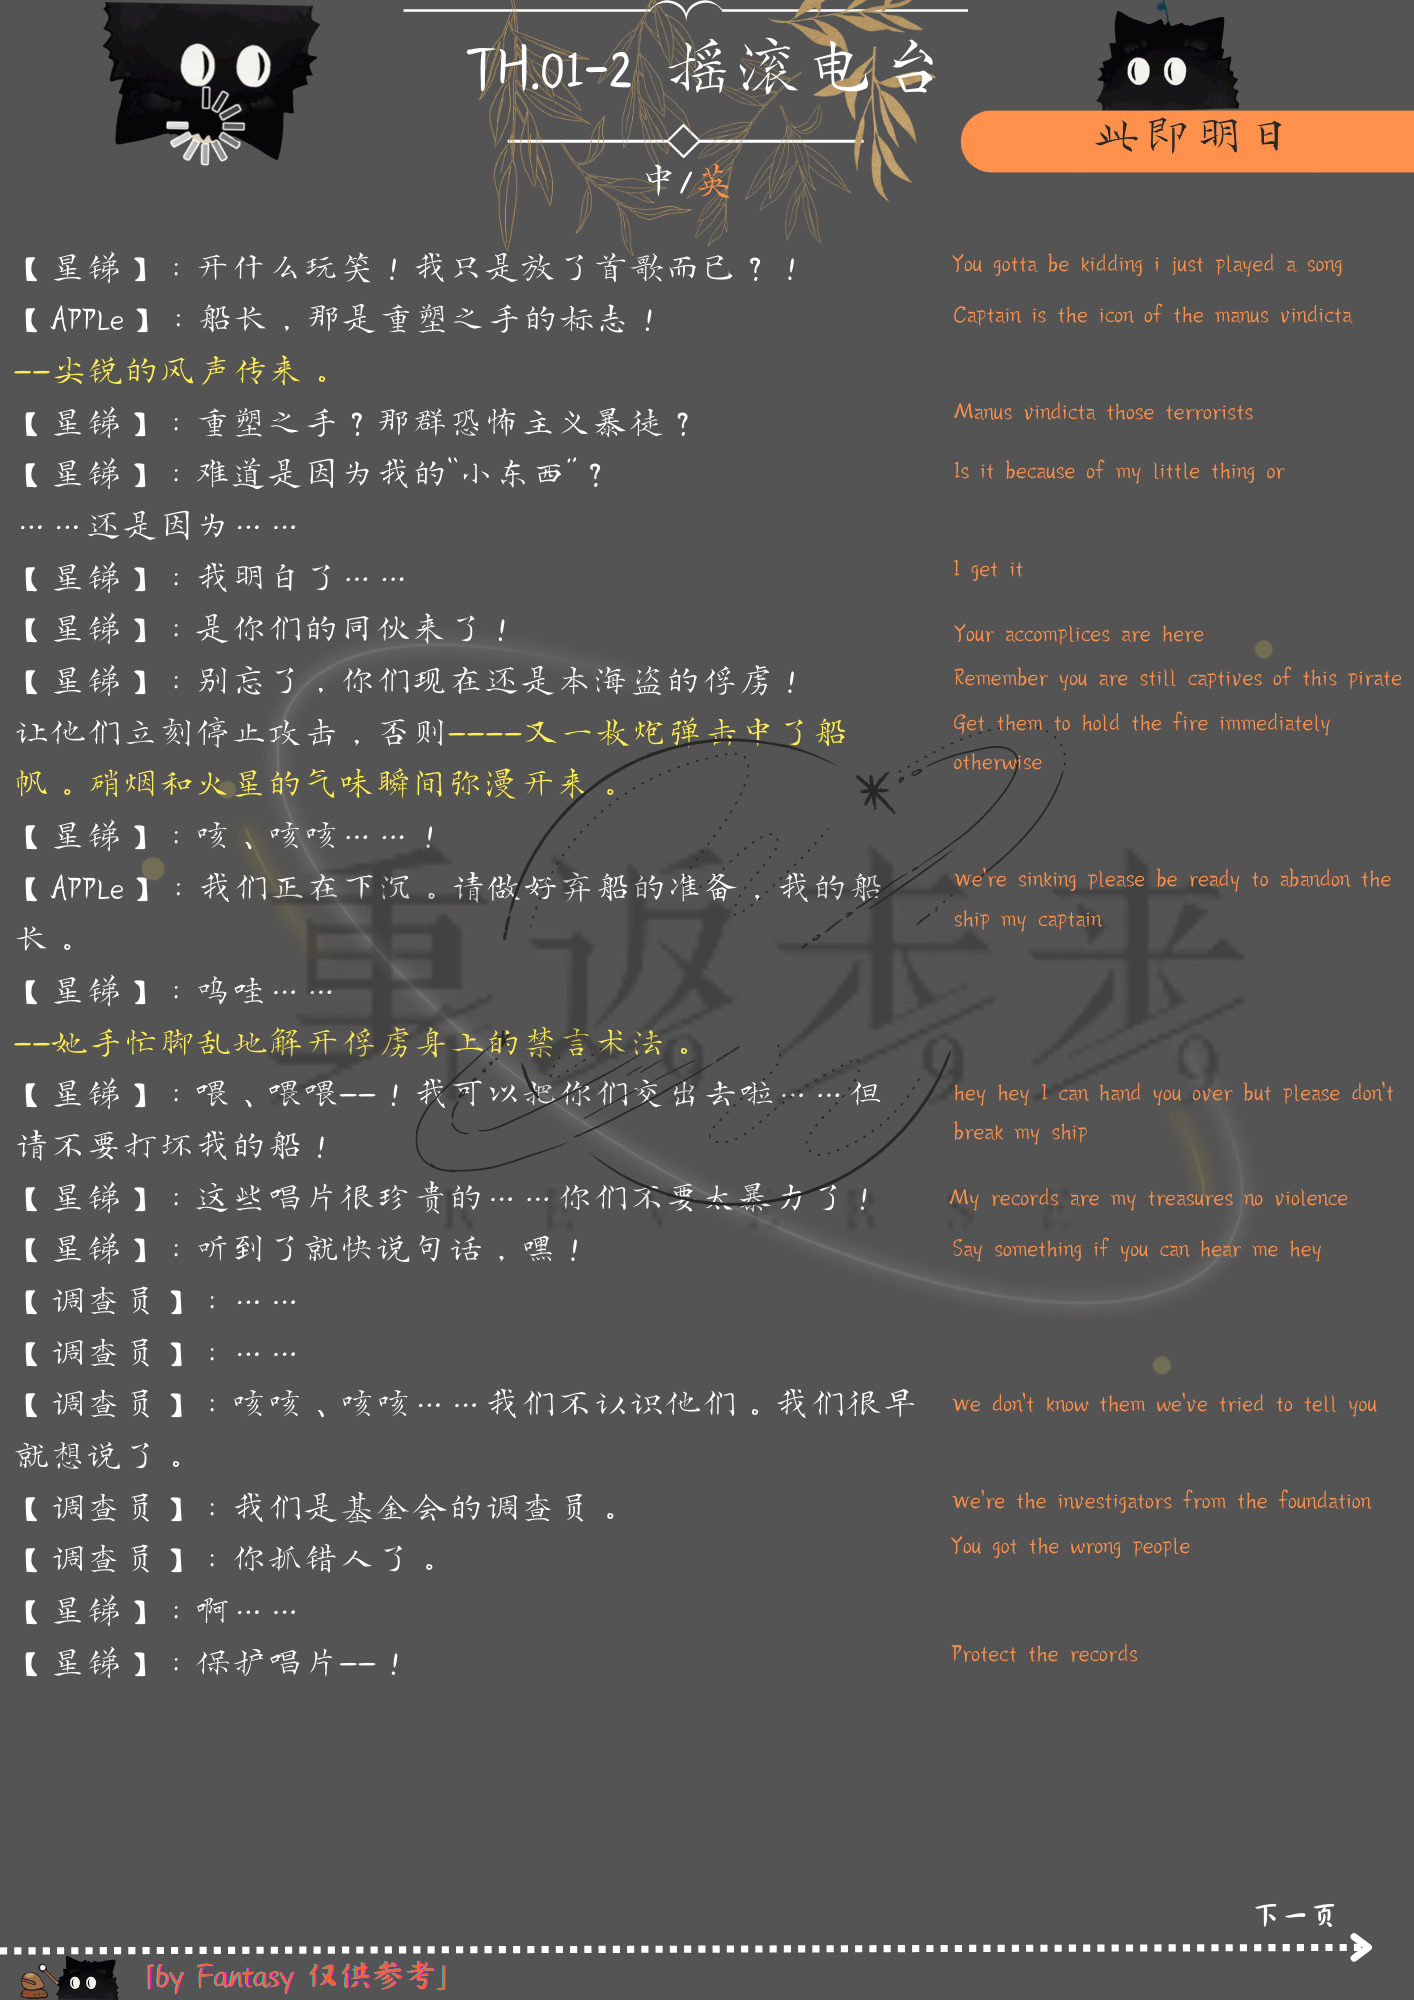 TH.01-2 摇滚电台
此即明日
中/英
【星锑】：开什么玩笑！我只是放了首歌而已？！
You gotta be kidding i just played a song
【APPLe】：船长，那是重塑之手的标志！
Captain is the icon of the manus vindicta
--尖锐的风声传来。
【星锑】：重塑之手？那群恐怖主义暴徒？
Manus vindicta those terrorists
【星锑】：难道是因为我的“小东西”？
Is it because of my little thing or
……还是因为……
【星锑】：我明白了……
I get it
【星锑】：是你们的同伙来了！
Your accomplices are here
【星锑】：别忘了，你们现在还是本海盗的俘虏！
Remember you are still captives of this pirate
让他们立刻停止攻击，否则----又一枚炮弹击中了船
Get them to hold the fire immediately
otherwise
帆。硝烟和火星的气味瞬间弥漫开来。
【星锑】：咳、咳咳……！
【APPLe】：我们正在下沉。请做好弃船的准备，我的船
we're sinking please be ready to abandon the
ship my captain
长。
【星锑】：呜哇……
--她手忙脚乱地解开俘虏身上的禁言术法。
【星锑】：喂、喂喂--！我可以把你们交出去啦……但
hey hey I can hand you over but please don't
break my ship
请不要打坏我的船！
【星锑】：这些唱片很珍贵的……你们不要太暴力了！
My records are my treasures no violence
【星锑】：听到了就快说句话，嘿！
Say something if you can hear me hey
【调查员】：……
【调查员】：……
【调查员】：咳咳、咳咳……我们不认识他们。我们很早
we don't know them we've tried to tell you
就想说了。
【调查员】：我们是基金会的调查员。
we're the investigators from the foundation
【调查员】：你抓错人了。
You got the wrong people
【星锑】：啊……
【星锑】：保护唱片--！
Protect the records
重返未来
1999
REVERSE
下一页
「by Fantasy 仅供参考」